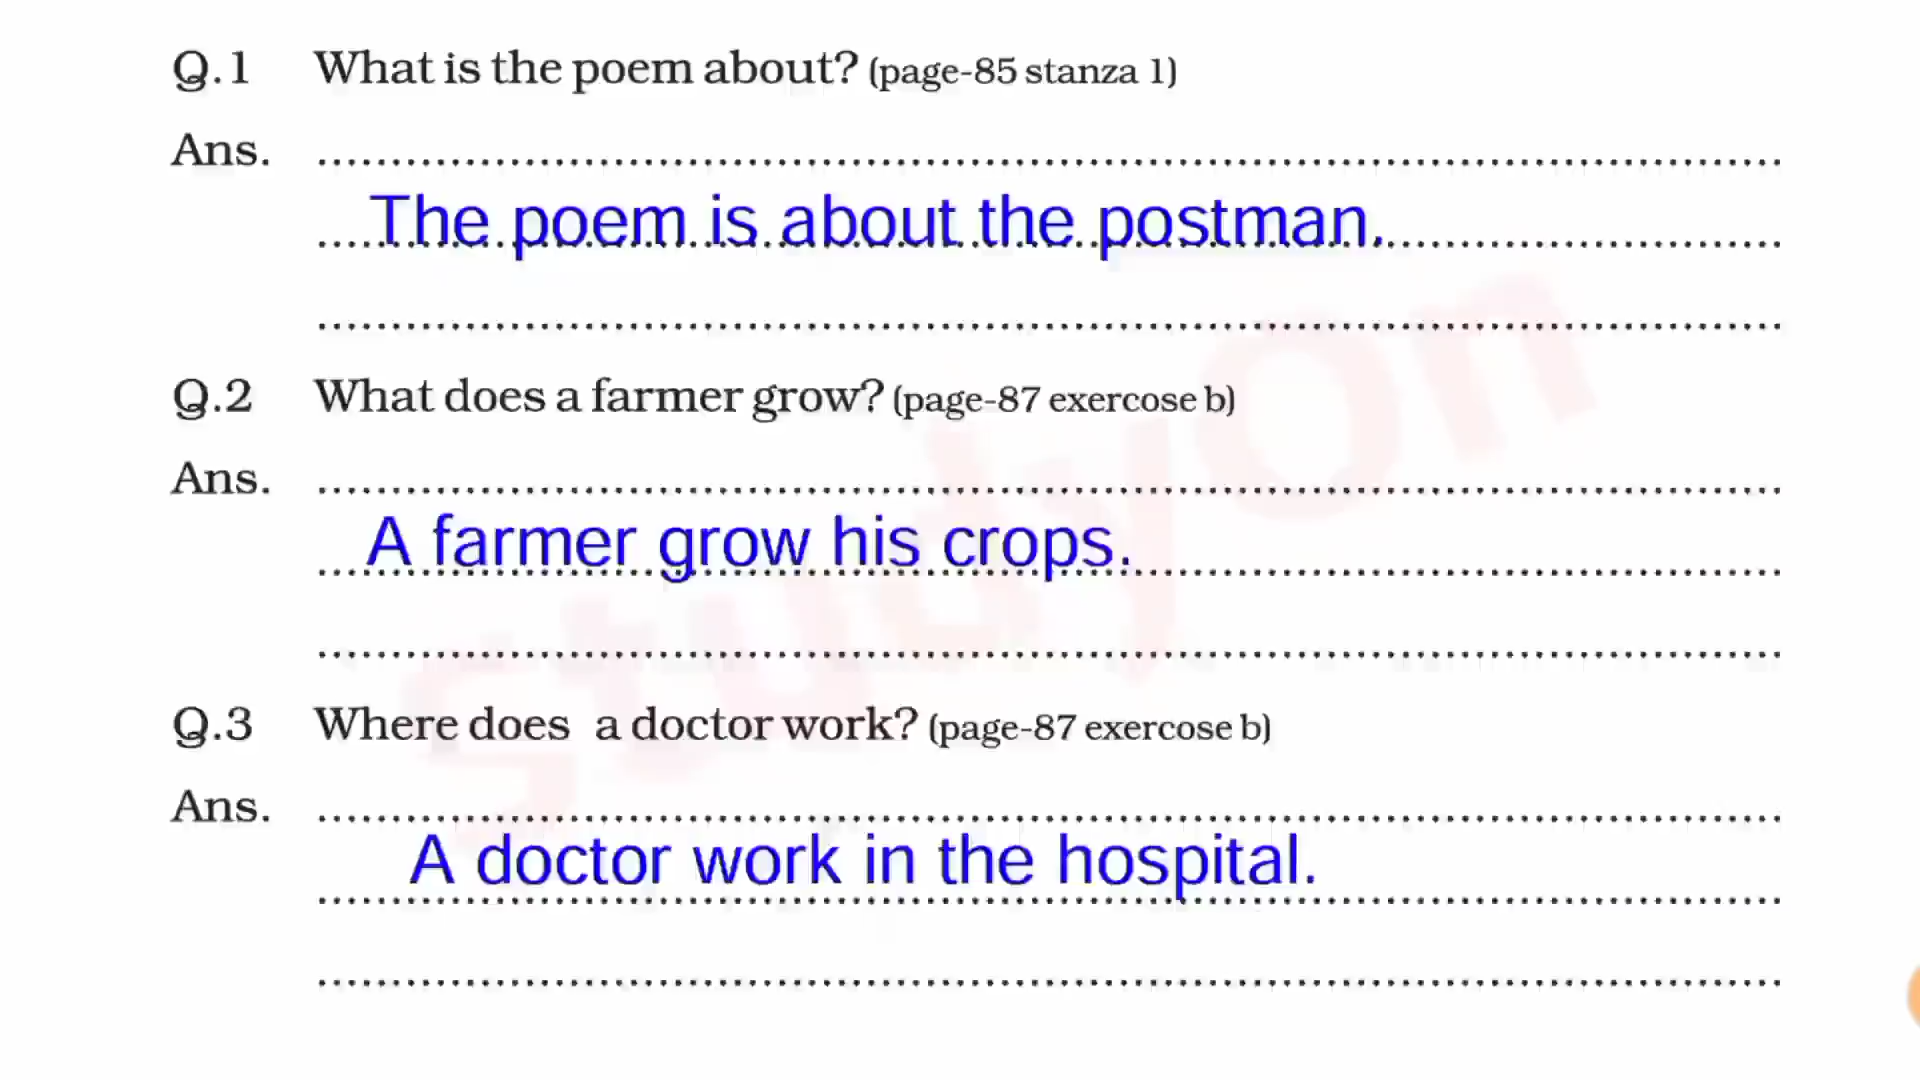 Q.1 What is the poem about? (page-85 stanza 1)
Ans. 
The poem is about the postman.
Q.2 What does a farmer grow? (page-87 exercose b)
Ans. 
A farmer grow his crops.
Q.3 Where does a doctor work? (page-87 exercose b)
Ans. 
A doctor work in the hospital.
studyon